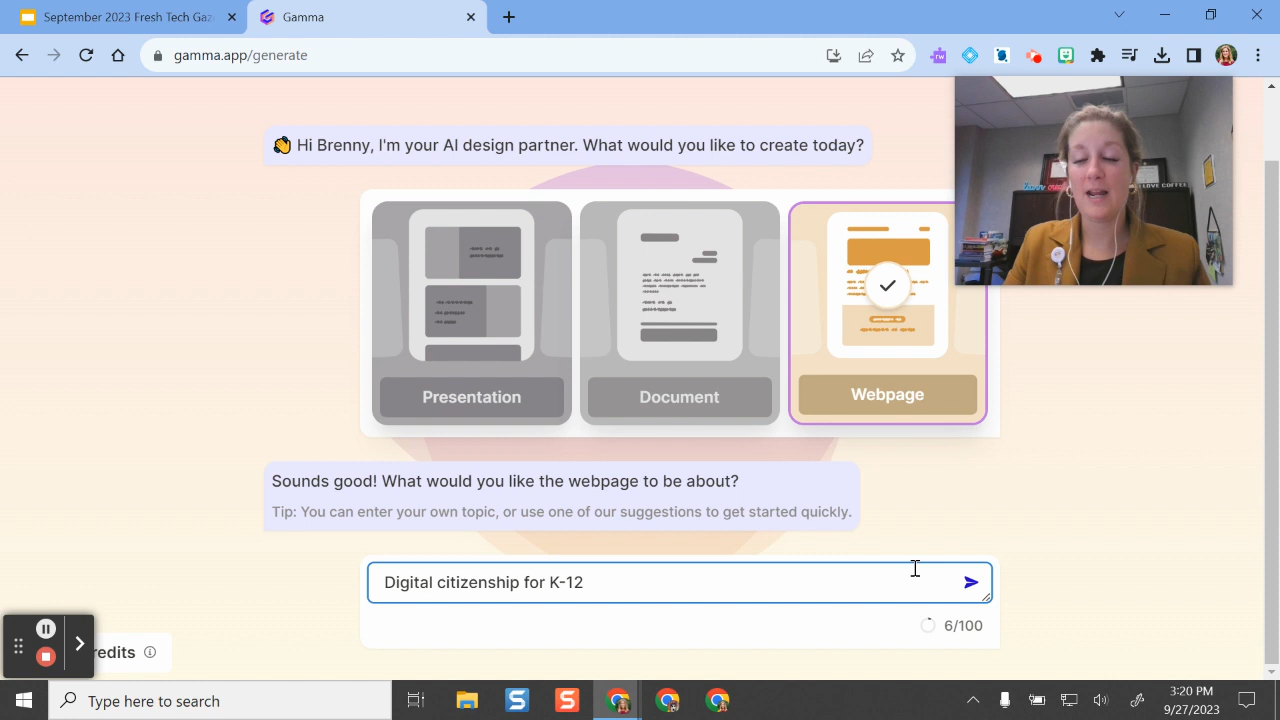 September 2023 Fresh Tech Ga
Gamma
gamma.app/generate
👋 Hi Brenny, I'm your AI design partner. What would you like to create today?
LOVE COFFEE
Presentation
Document
Webpage
Sounds good! What would you like the webpage to be about?
Tip: You can enter your own topic, or use one of our suggestions to get started quickly.
Digital citizenship for K-12
6/100
redits
Type here to search
3:20 PM
9/27/2023